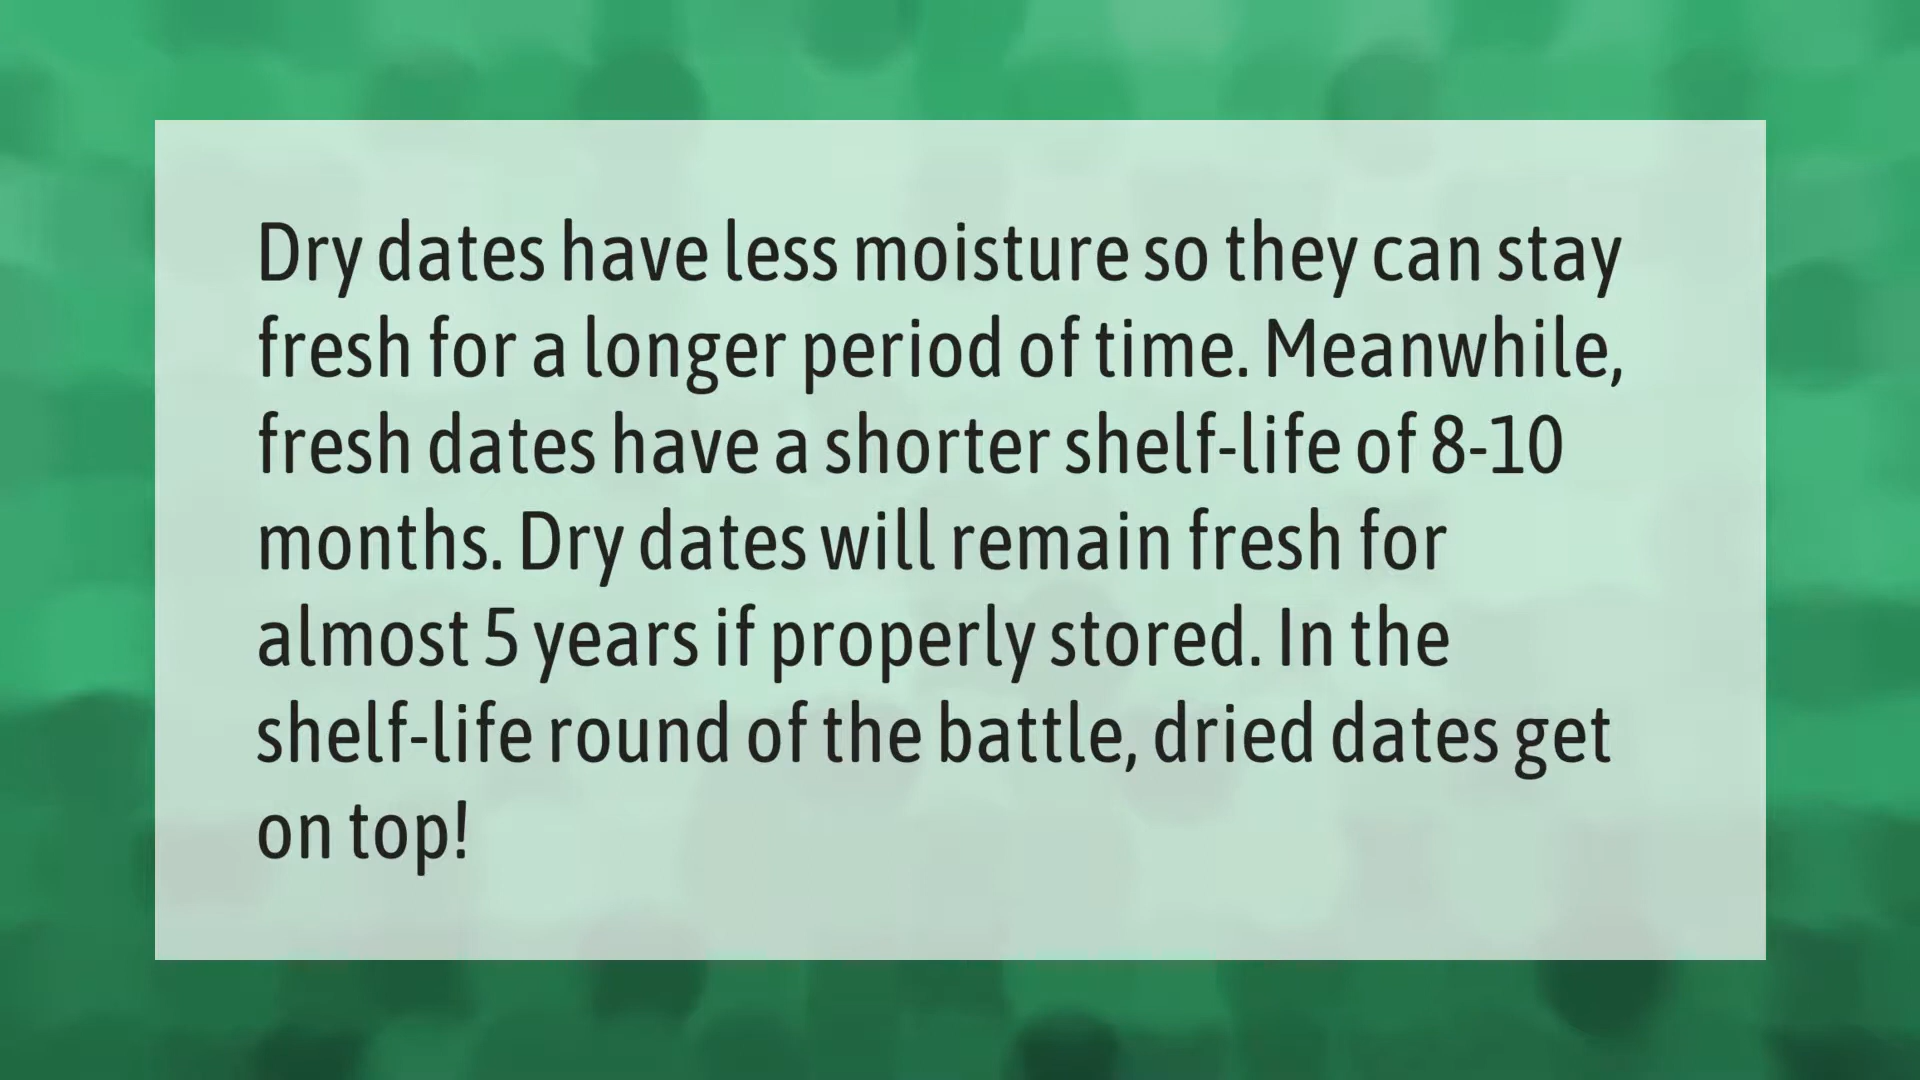 Dry dates have less moisture so they can stay
fresh for a longer period of time. Meanwhile,
fresh dates have a shorter shelf-life of 8-10
months. Dry dates will remain fresh for
almost 5 years if properly stored. In the
shelf-life round of the battle, dried dates get
on top!